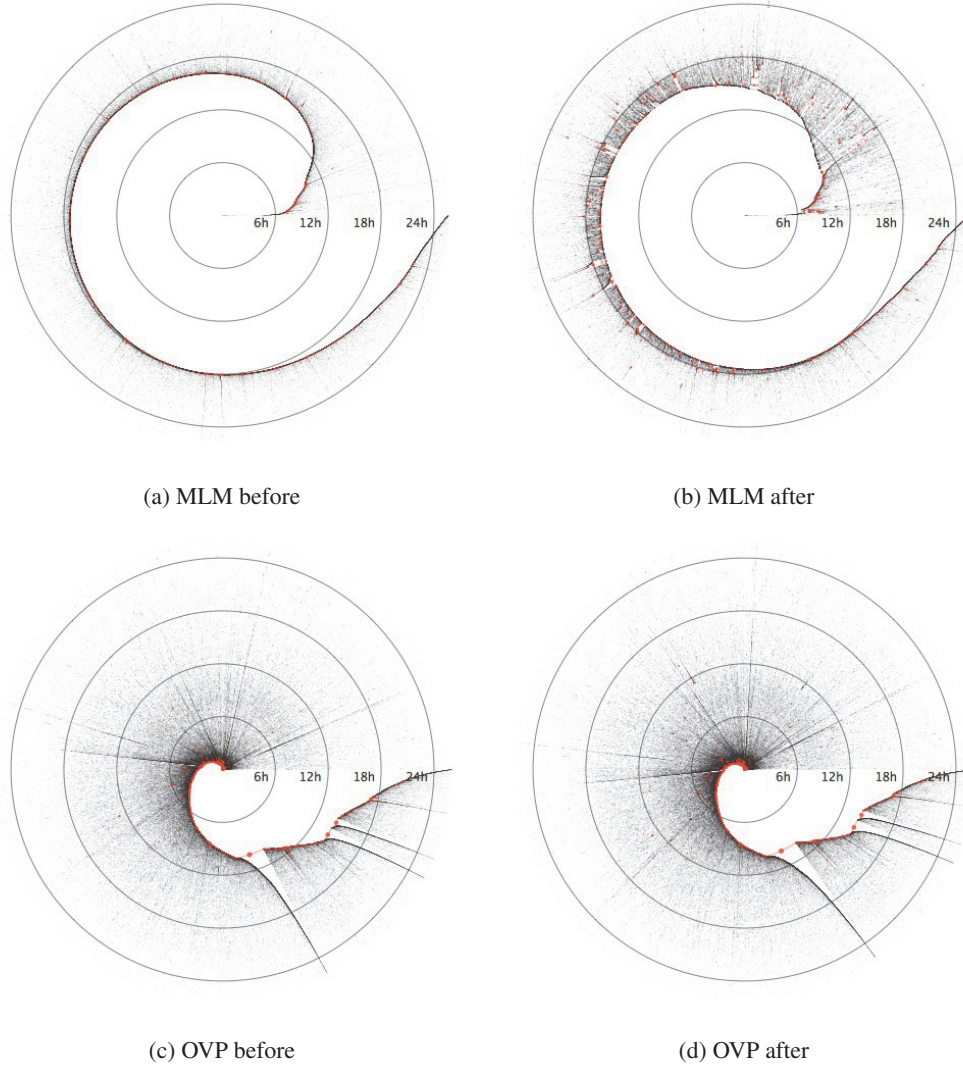 6h 12h 18h 24h
6h 12h 18h 24h
(a) MLM before
(b) MLM after
6h 12h 18h 24h
6h 12h 18h 24h
(c) OVP before
(d) OVP after